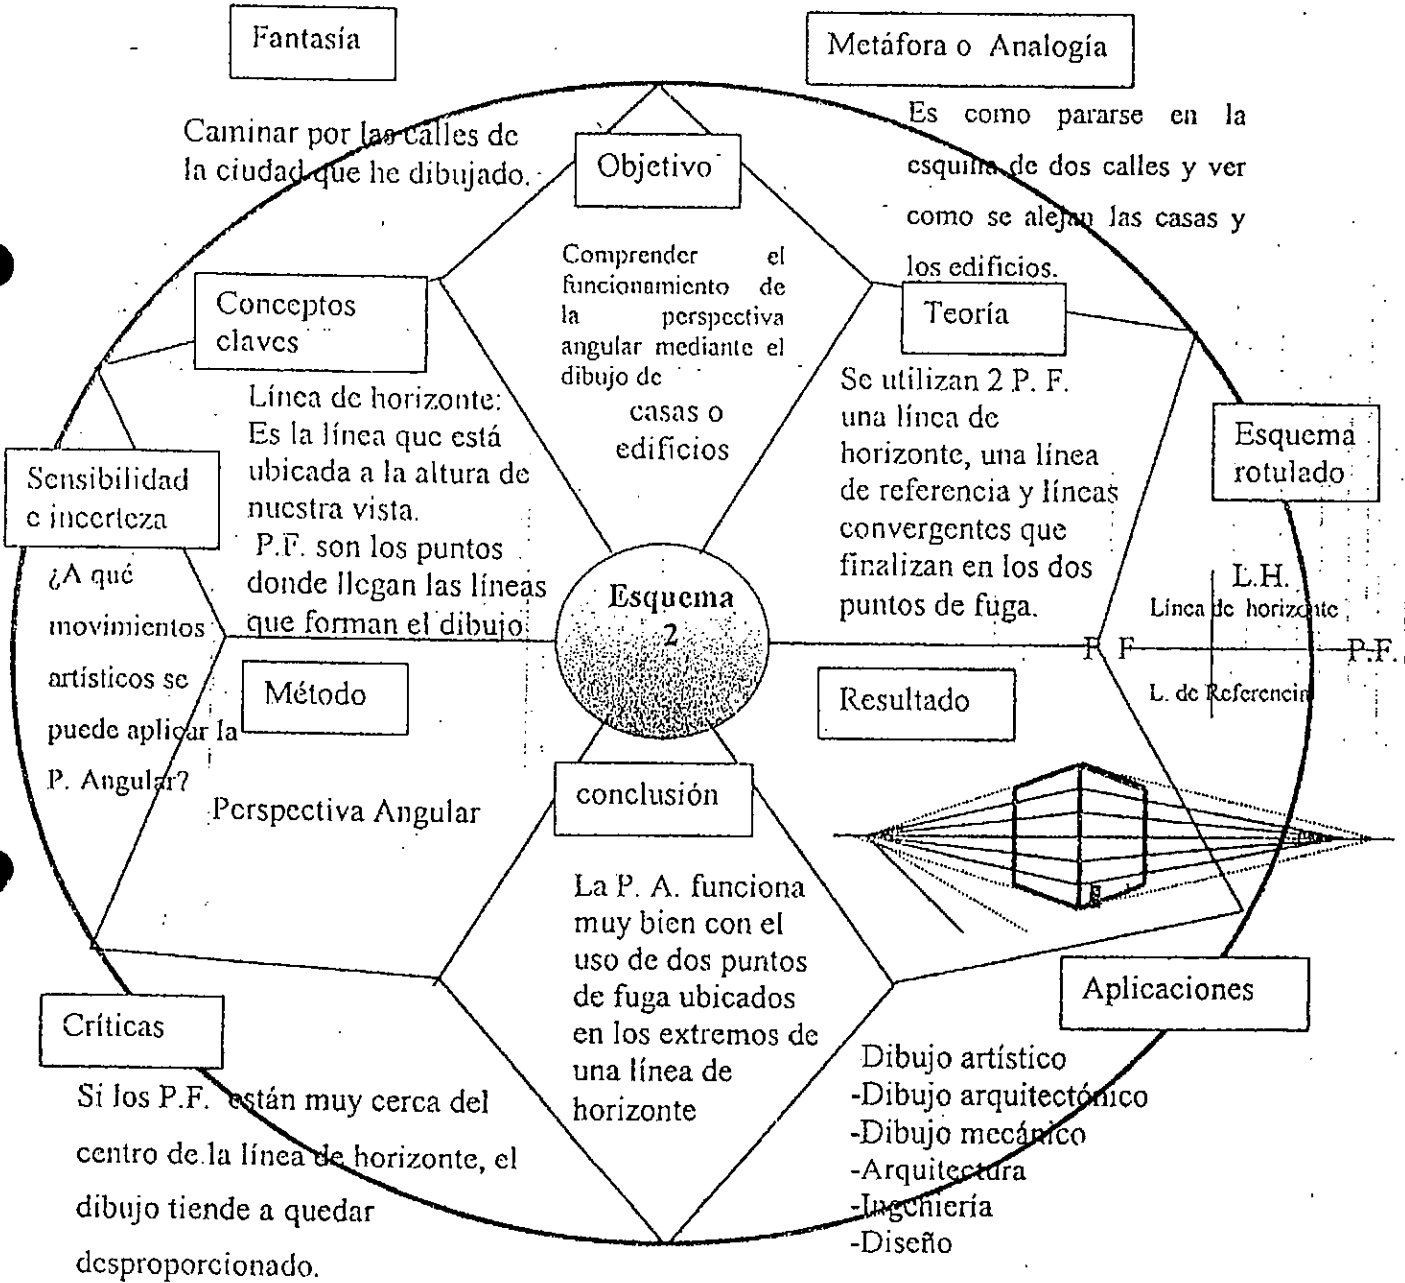 Fantasía
Caminar por las calles de
la ciudad que he dibujado.
Metáfora o Analogía
Es como pararse en la
esquina de dos calles y ver
como se alejan las casas y
los edificios.
Objetivo
Comprender el
funcionamiento de
la perspectiva
angular mediante el
dibujo de
casas o
edificios
Conceptos
claves
Línea de horizonte:
Es la línea que está
ubicada a la altura de
nuestra vista.
P.F. son los puntos
donde llegan las líneas
que forman el dibujo
Teoría
Se utilizan 2 P. F.
una línea de
horizonte, una línea
de referencia y líneas
convergentes que
finalizan en los dos
puntos de fuga.
Esquema
rotulado
L.H.
Línea de horizonte
P F
P.F.
L. de Referencia
Sensibilidad
e incerteza
¿A qué
movimientos
artísticos se
puede aplicar la
P. Angular?
Esquema
2
Método
Perspectiva Angular
Resultado
conclusión
La P. A. funciona
muy bien con el
uso de dos puntos
de fuga ubicados
en los extremos de
una línea de
horizonte
Críticas
Si los P.F. están muy cerca del
centro de la línea de horizonte, el
dibujo tiende a quedar
desproporcionado.
Aplicaciones
Dibujo artístico
-Dibujo arquitectónico
-Dibujo mecánico
-Arquitectura
-Ingeniería
-Diseño